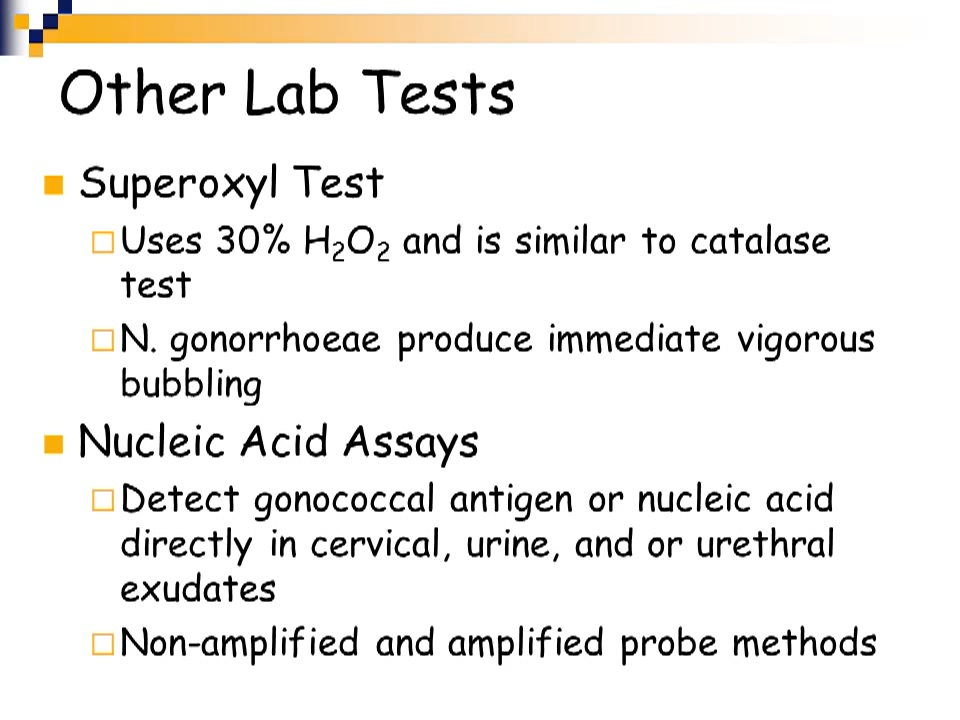 Other Lab Tests
Superoxyl Test
Uses 30% H₂O₂ and is similar to catalase
test
N. gonorrhoeae produce immediate vigorous
bubbling
Nucleic Acid Assays
Detect gonococcal antigen or nucleic acid
directly in cervical, urine, and or urethral
exudates
Non-amplified and amplified probe methods